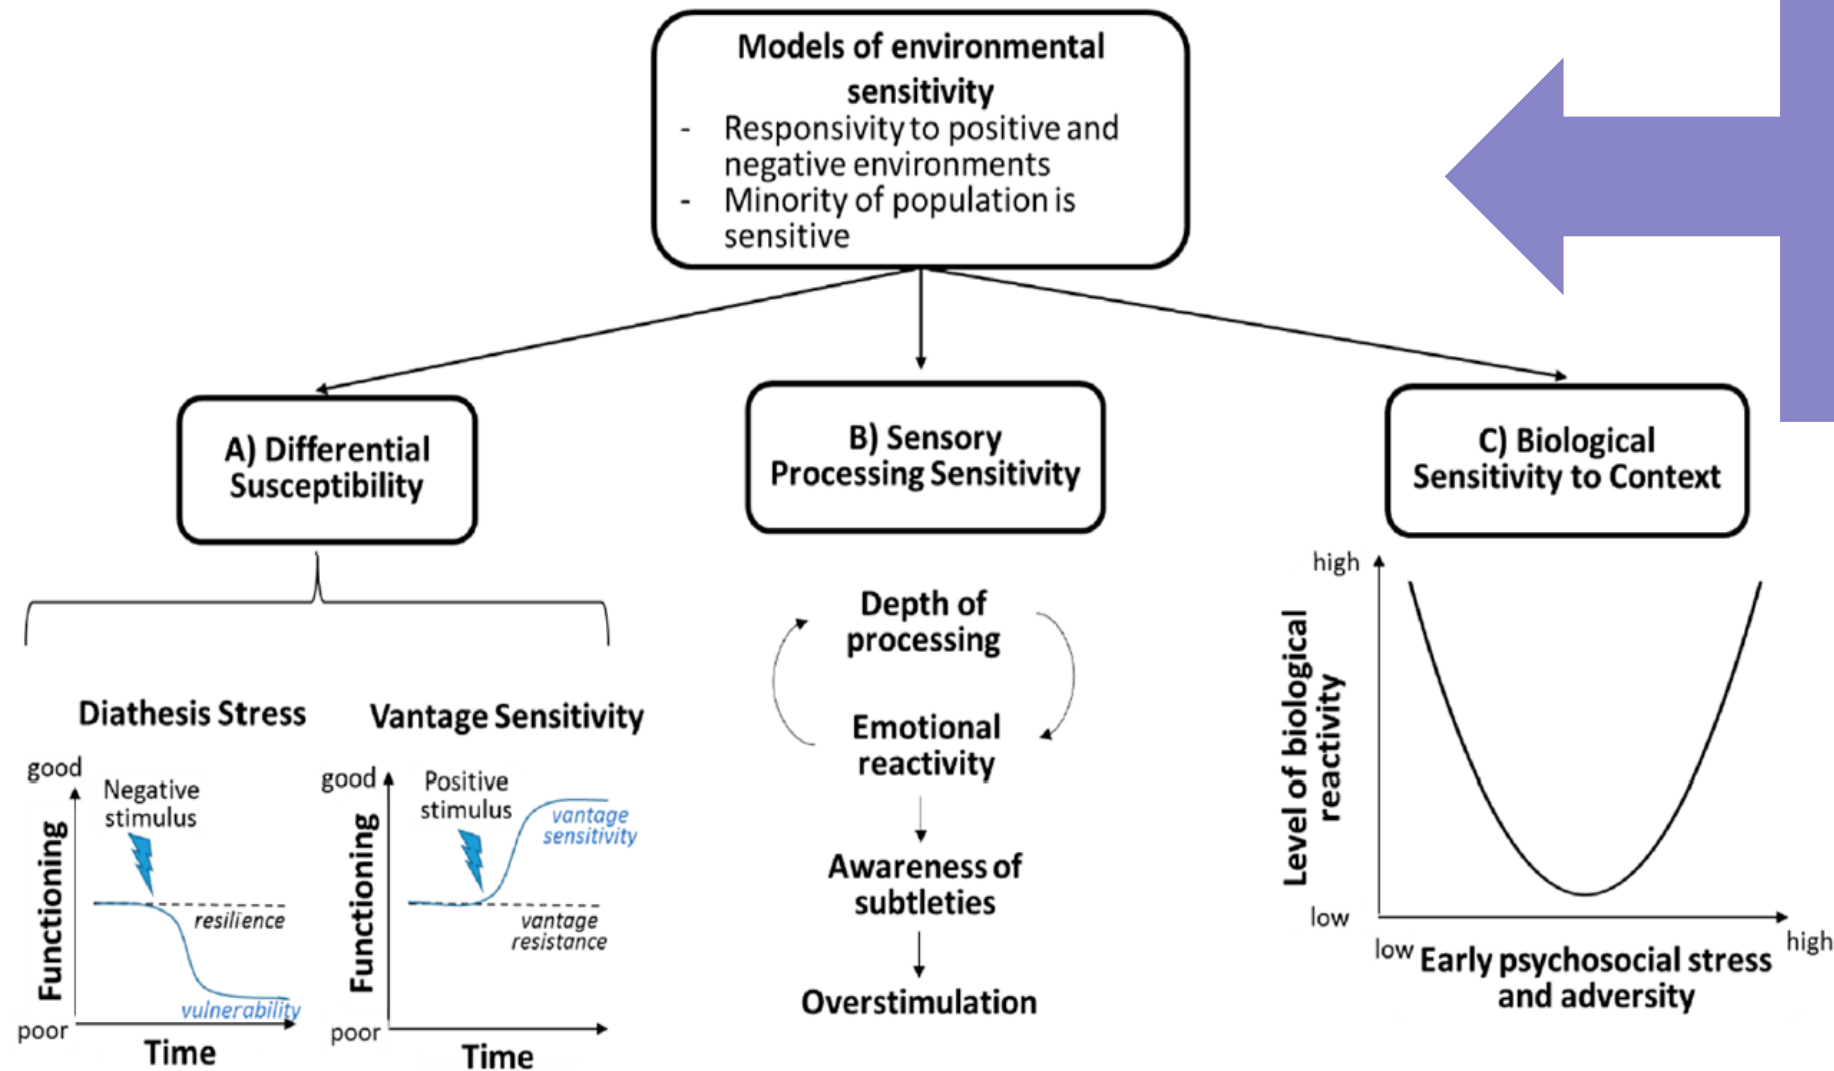 Models of environmental
sensitivity
- Responsivity to positive and
negative environments
- Minority of population is
sensitive
A) Differential
Susceptibility
B) Sensory
Processing Sensitivity
C) Biological
Sensitivity to Context
Diathesis Stress
good
Negative
stimulus
Functioning
resilience
vulnerability
poor
Time
Vantage Sensitivity
good
Positive
stimulus
vantage
sensitivity
Functioning
vantage
resistance
poor
Time
Depth of
processing
Emotional
reactivity
Awareness of
subtleties
Overstimulation
high
Level of biological
reactivity
low
low
high
Early psychosocial stress
and adversity